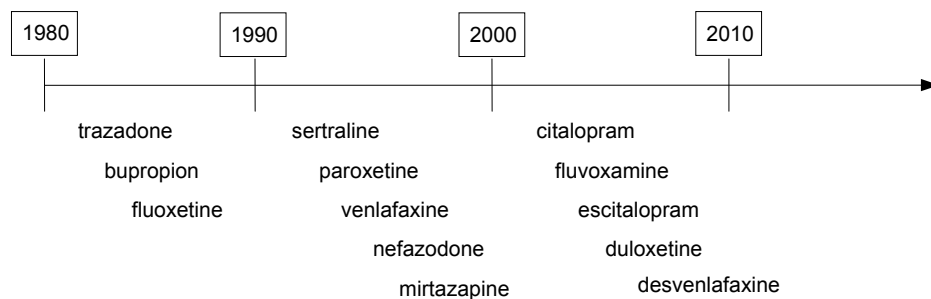 1980 1990 2000 2010
trazadone sertraline citalopram
bupropion paroxetine fluvoxamine
fluoxetine venlafaxine escitalopram
nefazodone duloxetine
mirtazapine desvenlafaxine